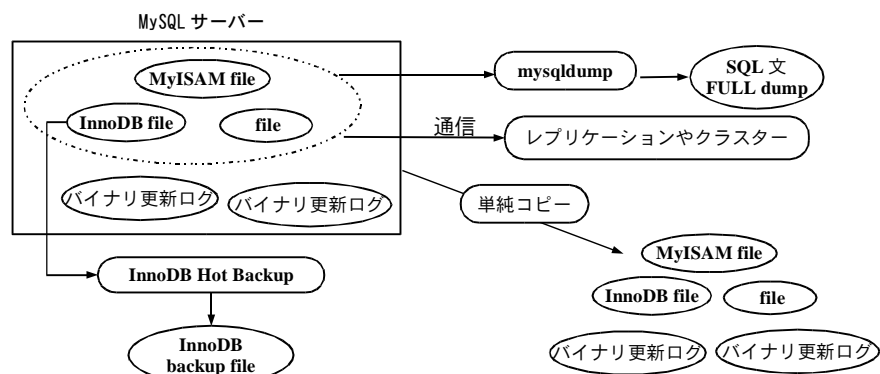 MySQL サーバー
MyISAM file
InnoDB file
file
バイナリ更新ログ
バイナリ更新ログ
mysqldump
SQL 文
FULL dump
通信
レプリケーションやクラスター
単純コピー
InnoDB Hot Backup
InnoDB
backup file
MyISAM file
InnoDB file
file
バイナリ更新ログ
バイナリ更新ログ